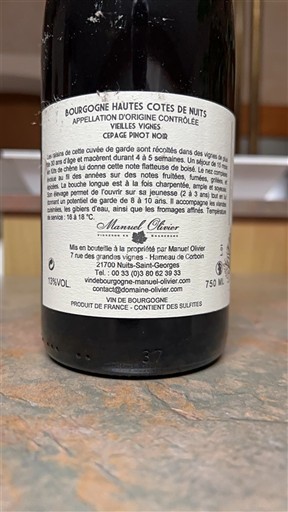 BOURGOGNE HAUTES COTES DE NUITS
APPELLATION D'ORIGINE CONTRÔLÉE
VIEILLES VIGNES
CEPAGE PINOT NOIR
Les raisins de cette cuvée de garde sont récoltés dans des vignes de plus
de 30 ans d'âge et macèrent durant 4 à 5 semaines. Un séjour de 15 mois
en fûts de chêne lui donne cette note flatteuse de boisé. Le nez complexe
évolue au fil des années sur des notes fruitées, fumées, grillées et
épicées. La bouche longue est à la fois charpentée, ample et soyeuse.
Son élevage permet de l'ouvrir sur sa jeunesse (2 à 3 ans) tout en lui
donnant un potentiel de garde de 8 à 10 ans. Il accompagne les viandes
cuisinées, les gibiers d'eau, ainsi que les fromages affinés. Température
de service : 16 à 18 °C.
Manuel Olivier
VIGNERON EN BOURGOGNE
Mis en bouteille à la propriété par Manuel Olivier
7 rue des grandes vignes - Hameau de Corboin
21700 Nuits-Saint-Georges
Tél. : 00 33 (0)3 80 62 39 33
13%VOL.
vindebourgogne-manuel-olivier.com
750 ML
contact@domaine-olivier.com
VIN DE BOURGOGNE
PRODUIT DE FRANCE - CONTIENT DES SULFITES
37